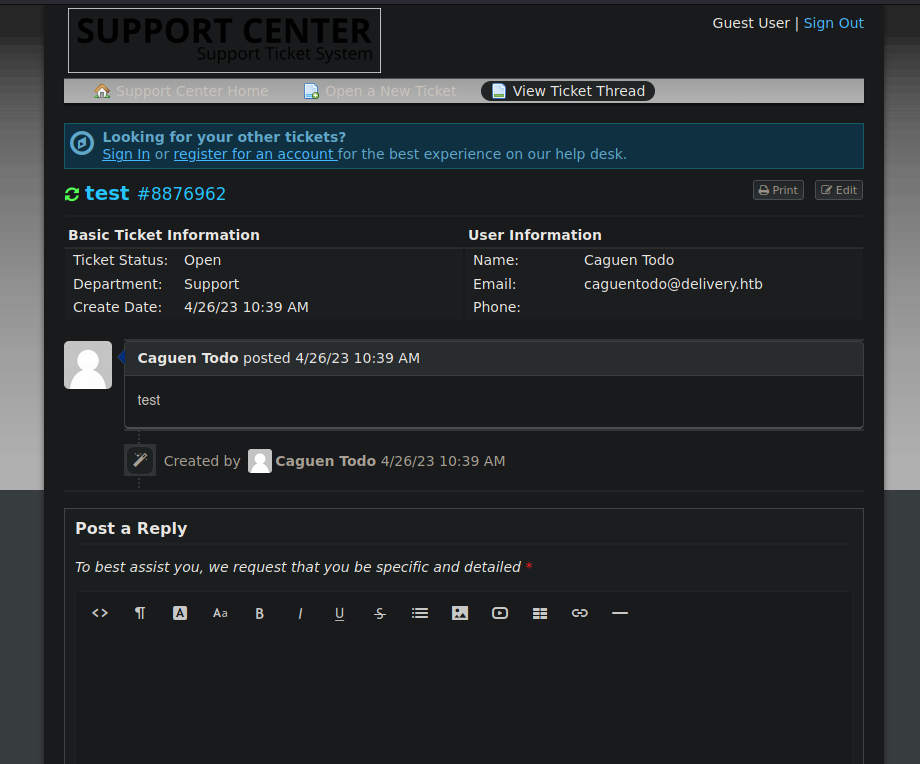 SUPPORT CENTER
Support Ticket System
Guest User | Sign Out
Support Center Home Open a New Ticket View Ticket Thread
Looking for your other tickets?
Sign In or register for an account for the best experience on our help desk.
test #8876962
Print Edit
Basic Ticket Information User Information
Ticket Status: Open Name: Caguen Todo
Department: Support Email: caguentodo@delivery.htb
Create Date: 4/26/23 10:39 AM Phone:
Caguen Todo posted 4/26/23 10:39 AM
test
Created by Caguen Todo 4/26/23 10:39 AM
Post a Reply
To best assist you, we request that you be specific and detailed *
<> ¶ A Aa B I U S